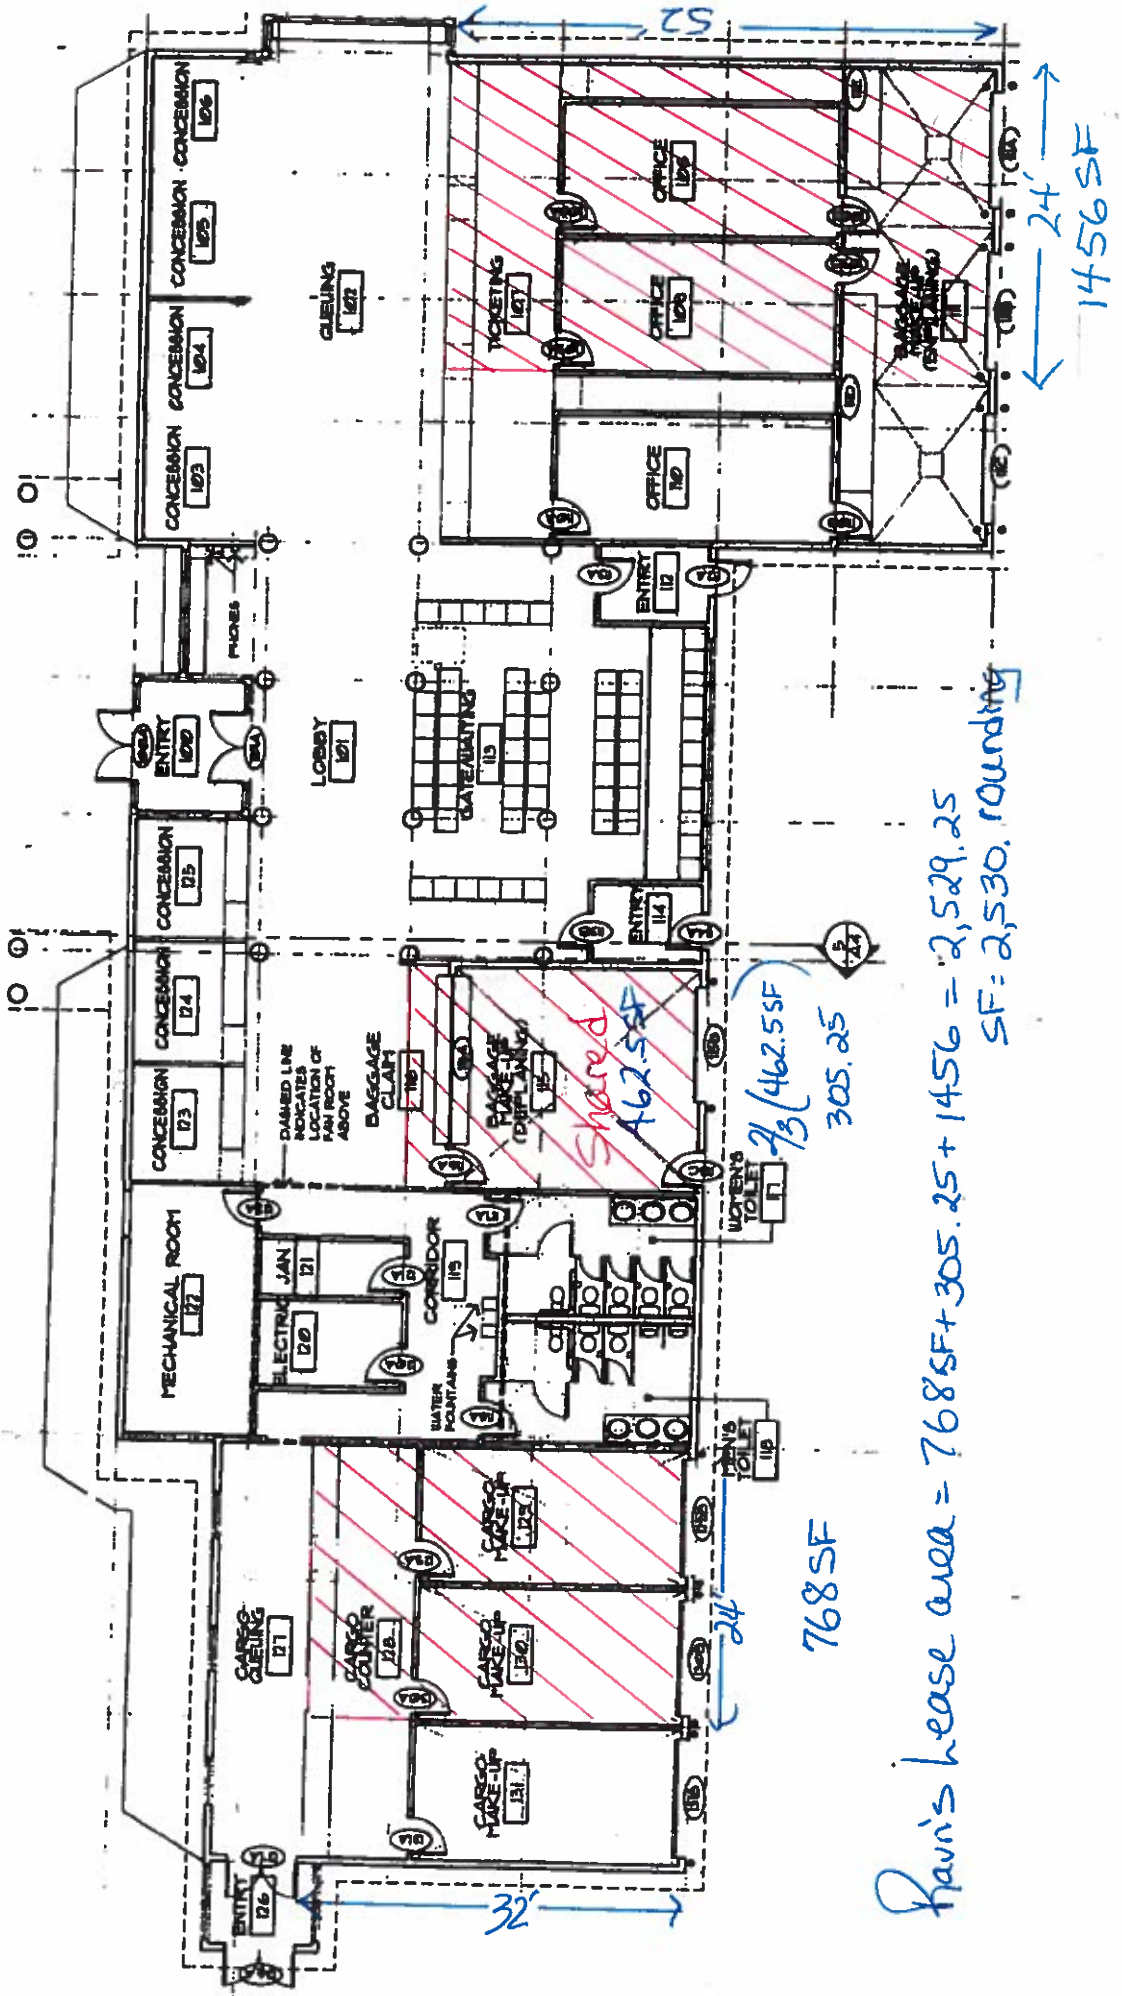 CONCESSION
106
CONCESSION
105
CONCESSION
104
CONCESSION
103
QUEUING
102
TICKETING
107
OFFICE
OFFICE
108
OFFICE
110
BAGGAGE
MAKE-UP
(ENPLANING)
111
52'
24'
1456 SF
PHONES
ENTRY
100
LOBBY
101
GATE/WAITING
113
ENTRY
112
ENTRY
114
CONCESSION
125
CONCESSION
124
CONCESSION
123
DASHED LINE
INDICATES
LOCATION OF
FAN ROOM
ABOVE
BAGGAGE
CLAIM
116
BAGGAGE
MAKE-UP
(DEPLANING)
115
Shared
462.5 SF
2/3 (462.5 SF)
305.25
5
A4
MECHANICAL ROOM
122
JAN
121
ELECTRIC
120
CORRIDOR
119
WATER
FOUNTAINS
WOMEN'S
TOILET
117
MEN'S
TOILET
118
CARGO
QUEUING
127
CARGO
COUNTER
128
CARGO
MAKE-UP
129
CARGO
MAKE-UP
130
CARGO
MAKE-UP
131
ENTRY
126
32'
24'
768 SF
Ravn's Lease area = 768 SF + 305.25 + 1456 = 2,529.25
SF: 2,530. rounding